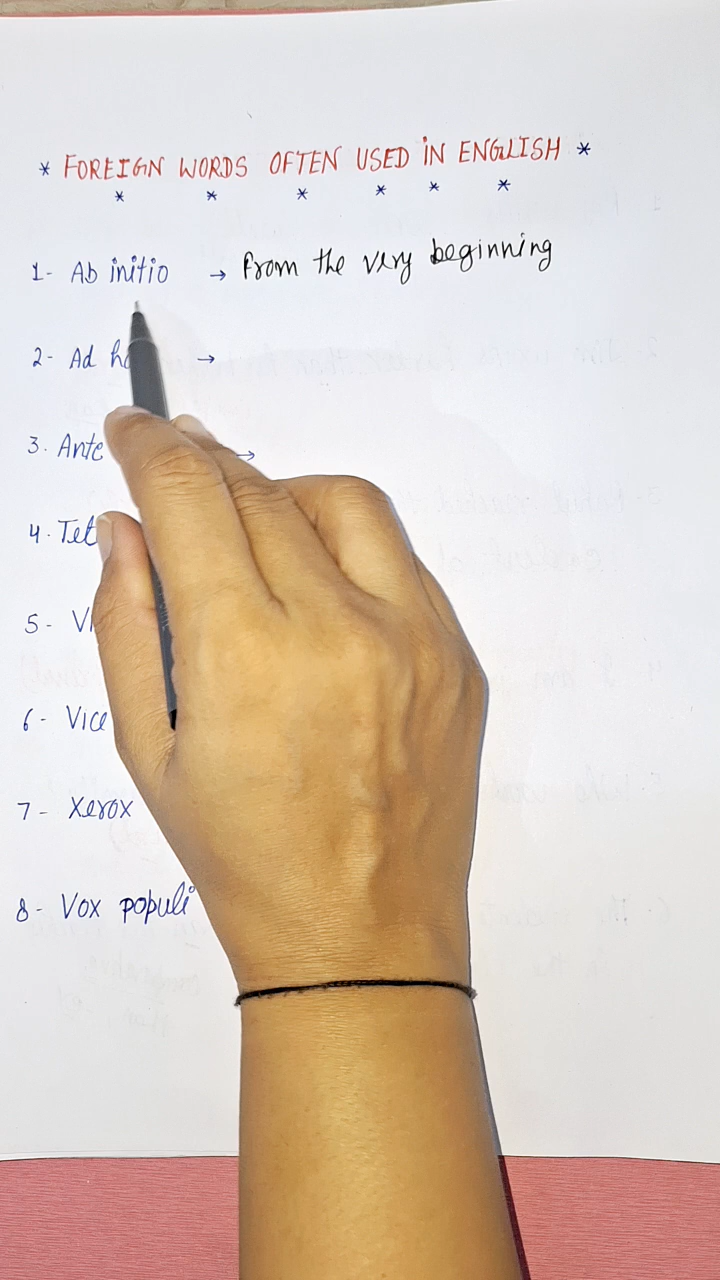 * FOREIGN WORDS OFTEN USED IN ENGLISH *
* * * * * *
1- Ab initio → From the very beginning
2- Ad →
3. Ante →
4.
5-
6- Vice
7- Xerox
8- Vox populi